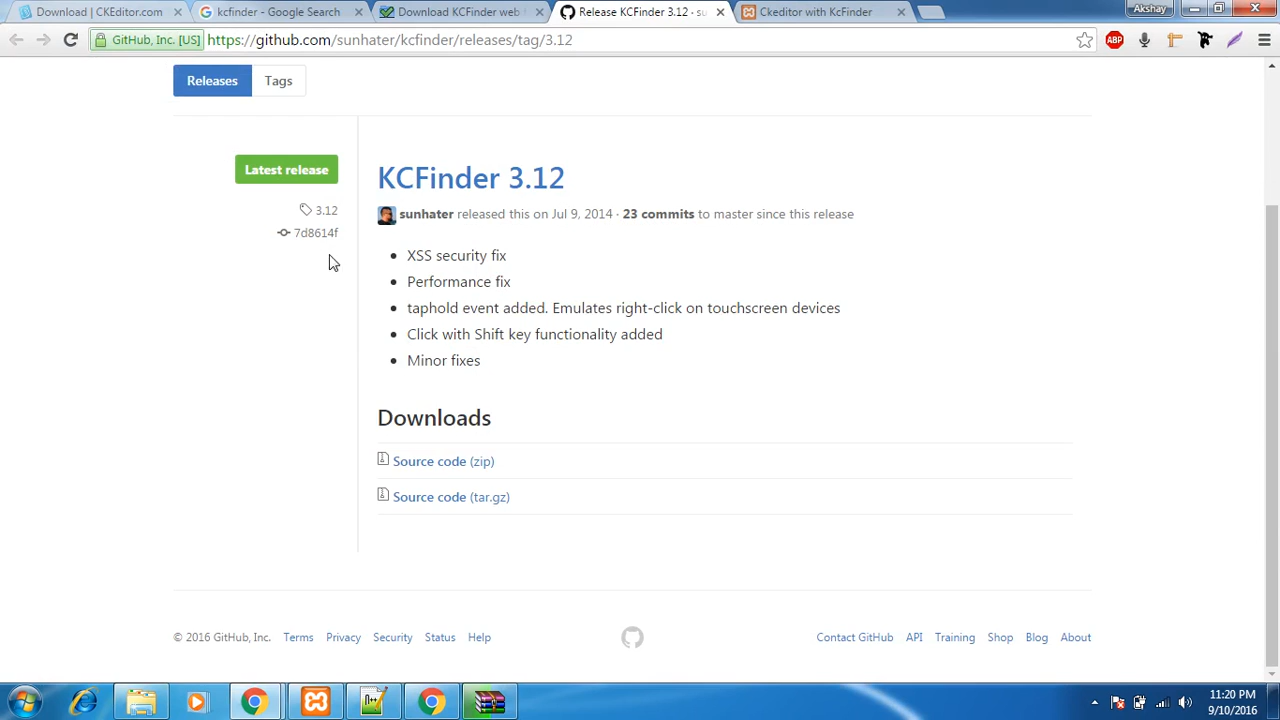 Download | CKEditor.com
kcfinder - Google Search
Download KCFinder web
Release KCFinder 3.12 - su
Ckeditor with KcFinder
Akshay
GitHub, Inc. [US]
https://github.com/sunhater/kcfinder/releases/tag/3.12
ABP
Releases
Tags
Latest release
3.12
7d8614f
KCFinder 3.12
sunhater released this on Jul 9, 2014 · 23 commits to master since this release
• XSS security fix
• Performance fix
• taphold event added. Emulates right-click on touchscreen devices
• Click with Shift key functionality added
• Minor fixes
Downloads
Source code (zip)
Source code (tar.gz)
© 2016 GitHub, Inc. Terms Privacy Security Status Help
Contact GitHub API Training Shop Blog About
11:20 PM
9/10/2016